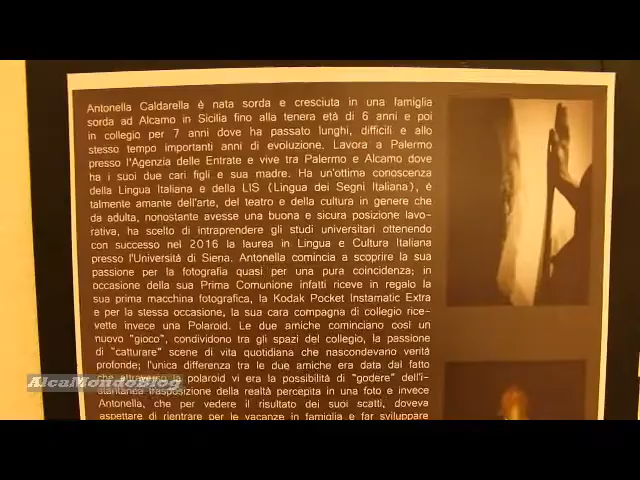 Antonella Caldarella è nata sorda e cresciuta in una famiglia
sorda ad Alcamo in Sicilia fino alla tenera età di 6 anni e poi
in collegio per 7 anni dove ha passato lunghi, difficili e allo
stesso tempo importanti anni di evoluzione. Lavora a Palermo
presso l'Agenzia delle Entrate e vive tra Palermo e Alcamo dove
ha i suoi due cari figli e sua madre. Ha un'ottima conoscenza
della Lingua Italiana e della LIS (Lingua dei Segni Italiana), è
talmente amante dell'arte, del teatro e della cultura in genere che
da adulta, nonostante avesse una buona e sicura posizione lavo-
rativa, ha scelto di intraprendere gli studi universitari ottenendo
con successo nel 2016 la laurea in Lingua e Cultura Italiana
presso l'Università di Siena. Antonella comincia a scoprire la sua
passione per la fotografia quasi per una pura coincidenza; in
occasione della sua Prima Comunione infatti riceve in regalo la
sua prima macchina fotografica, la Kodak Pocket Instamatic Extra
e per la stessa occasione, la sua cara compagna di collegio rice-
vette invece una Polaroid. Le due amiche cominciano così un
nuovo "gioco", condividono tra gli spazi del collegio, la passione
di "catturare" scene di vita quotidiana che nascondevano verità
profonde; l'unica differenza tra le due amiche era data dal fatto
che attraverso la polaroid vi era la possibilità di "godere" dell'i-
stantanea trasposizione della realtà percepita in una foto e invece
Antonella, che per vedere il risultato dei suoi scatti, doveva
aspettare di rientrare per le vacanze in famiglia e far sviluppare
AlcaMondoBlog